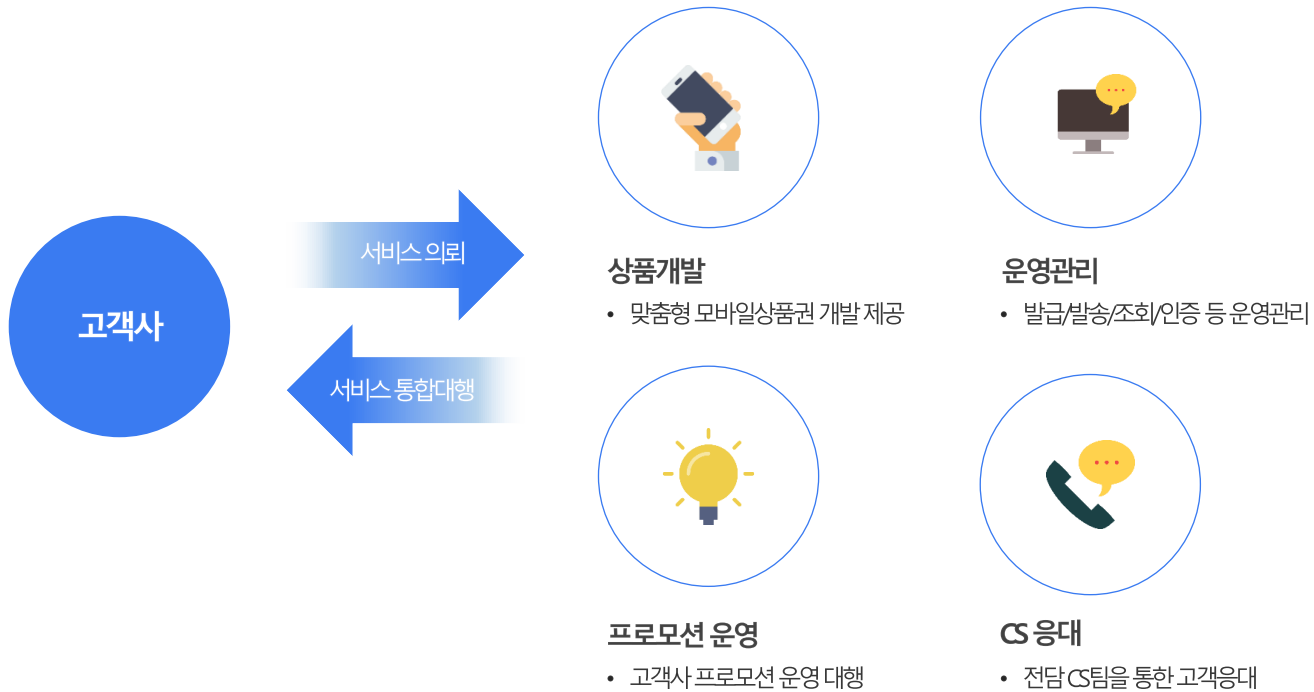 고객사
서비스 의뢰
서비스 통합대행
상품개발
• 맞춤형 모바일상품권 개발 제공
운영관리
• 발급/발송/조회/인증 등 운영관리
프로모션 운영
• 고객사 프로모션 운영 대행
CS 응대
• 전담 CS팀을 통한 고객응대